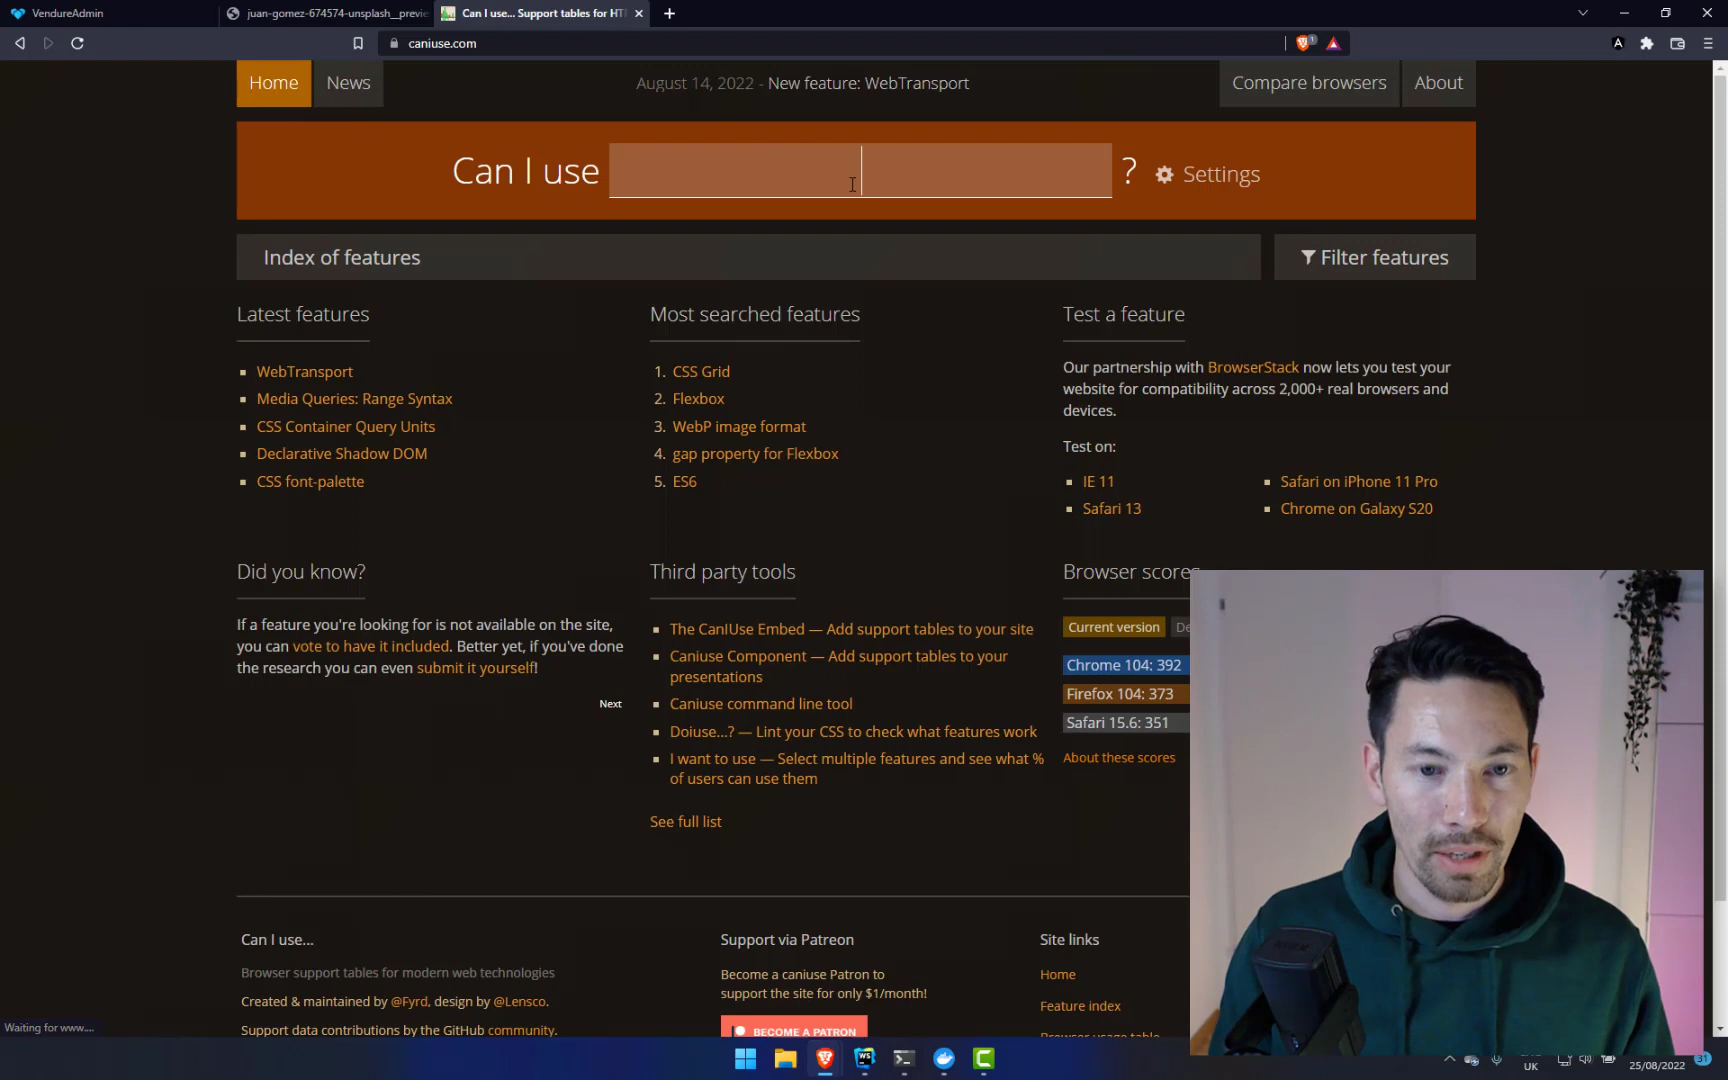 VendureAdmin
juan-gomez-674574-unsplash__previe
Can I use... Support tables for HT
caniuse.com
Home
News
August 14, 2022 - New feature: WebTransport
Compare browsers
About
Can I use
?
Settings
Index of features
Filter features
Latest features
WebTransport
Media Queries: Range Syntax
CSS Container Query Units
Declarative Shadow DOM
CSS font-palette
Most searched features
1. CSS Grid
2. Flexbox
3. WebP image format
4. gap property for Flexbox
5. ES6
Test a feature
Our partnership with BrowserStack now lets you test your
website for compatibility across 2,000+ real browsers and
devices.
Test on:
IE 11
Safari on iPhone 11 Pro
Safari 13
Chrome on Galaxy S20
Did you know?
If a feature you're looking for is not available on the site,
you can vote to have it included. Better yet, if you've done
the research you can even submit it yourself!
Next
Third party tools
The CanIUse Embed — Add support tables to your site
Caniuse Component — Add support tables to your
presentations
Caniuse command line tool
Doiuse...? — Lint your CSS to check what features work
I want to use — Select multiple features and see what %
of users can use them
See full list
Browser scores
Current version
De
Chrome 104: 392
Firefox 104: 373
Safari 15.6: 351
About these scores
Can I use...
Browser support tables for modern web technologies
Created & maintained by @Fyrd, design by @Lensco.
Support data contributions by the GitHub community.
Support via Patreon
Become a caniuse Patron to
support the site for only $1/month!
BECOME A PATRON
Site links
Home
Feature index
Browser usage table
Waiting for www....
UK
25/08/2022
31